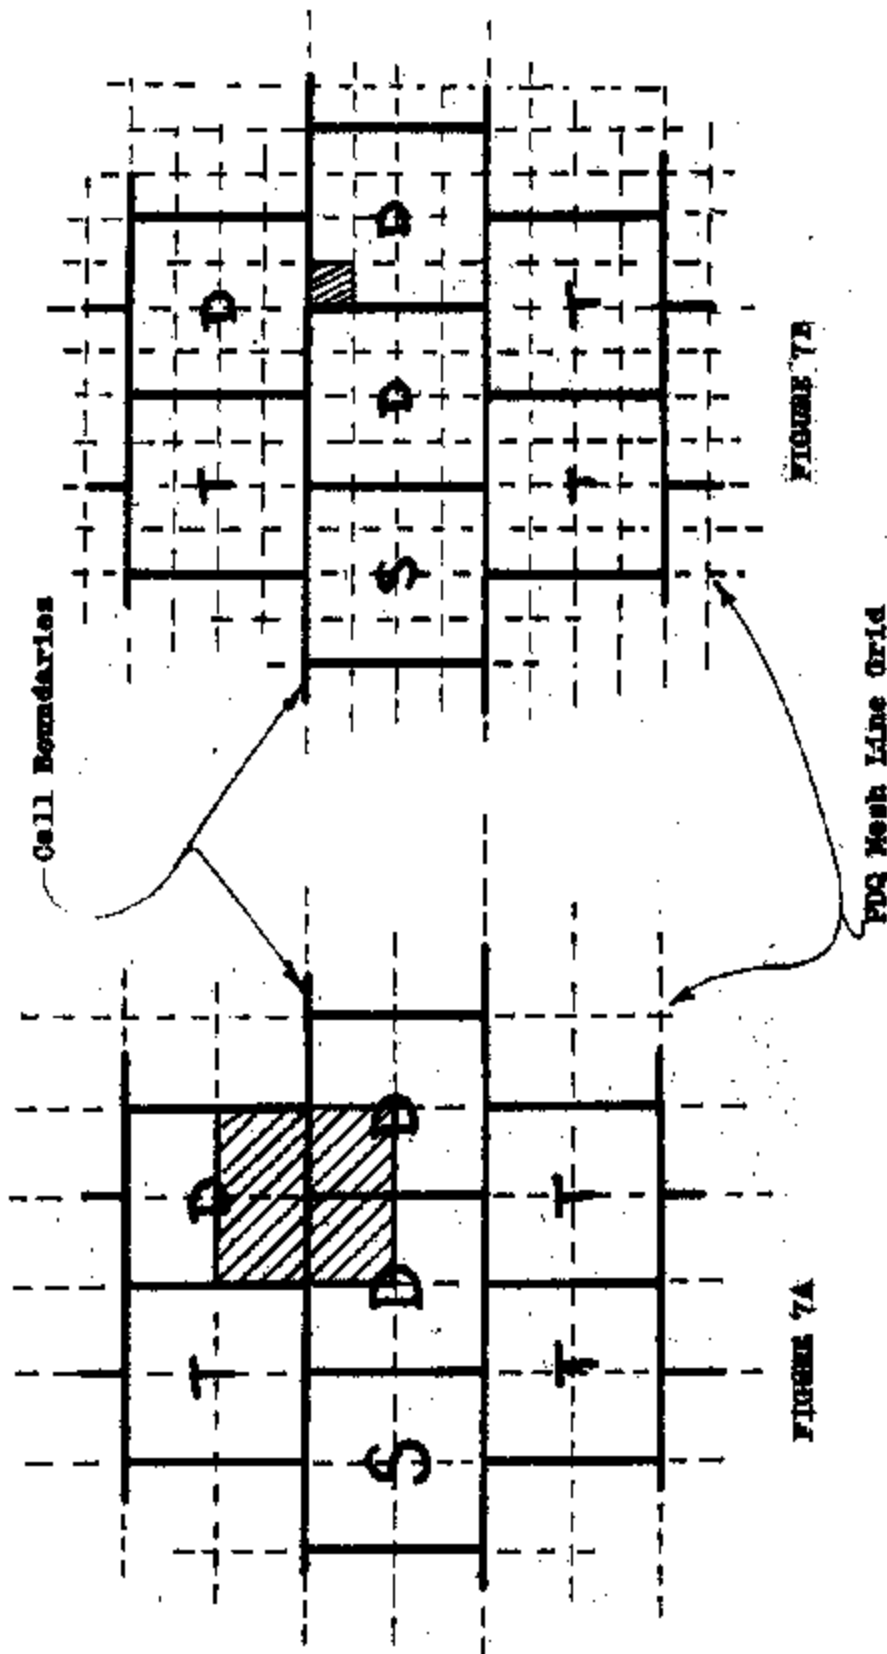 Cell Boundaries
T D T D
S D D S D D
T T T T
FIGURE 7A FIGURE 7B
PDQ Mesh Line Grid